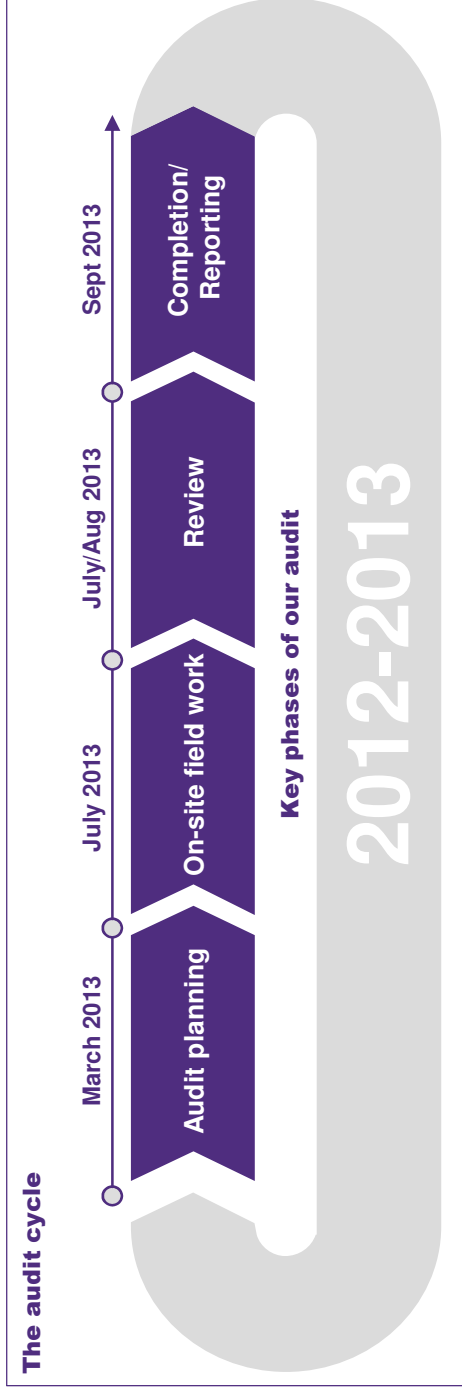 The audit cycle
March 2013
July 2013
July/Aug 2013
Sept 2013
Audit planning
On-site field work
Review
Completion/
Reporting
Key phases of our audit
2012-2013